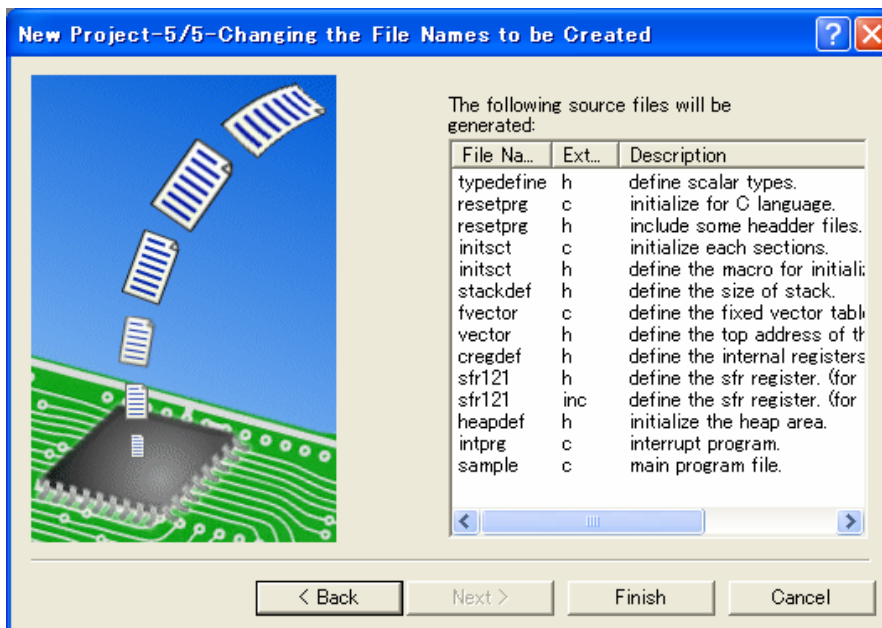 New Project-5/5-Changing the File Names to be Created
The following source files will be
generated:
File Na... Ext... Description
typedefine h define scalar types.
resetprg c initialize for C language.
resetprg h include some headder files.
initsct c initialize each sections.
initsct h define the macro for initiali
stackdef h define the size of stack.
fvector c define the fixed vector tabl
vector h define the top address of th
cregdef h define the internal registers
sfr121 h define the sfr register. (for
sfr121 inc define the sfr register. (for
heapdef h initialize the heap area.
intprg c interrupt program.
sample c main program file.
< Back Next > Finish Cancel